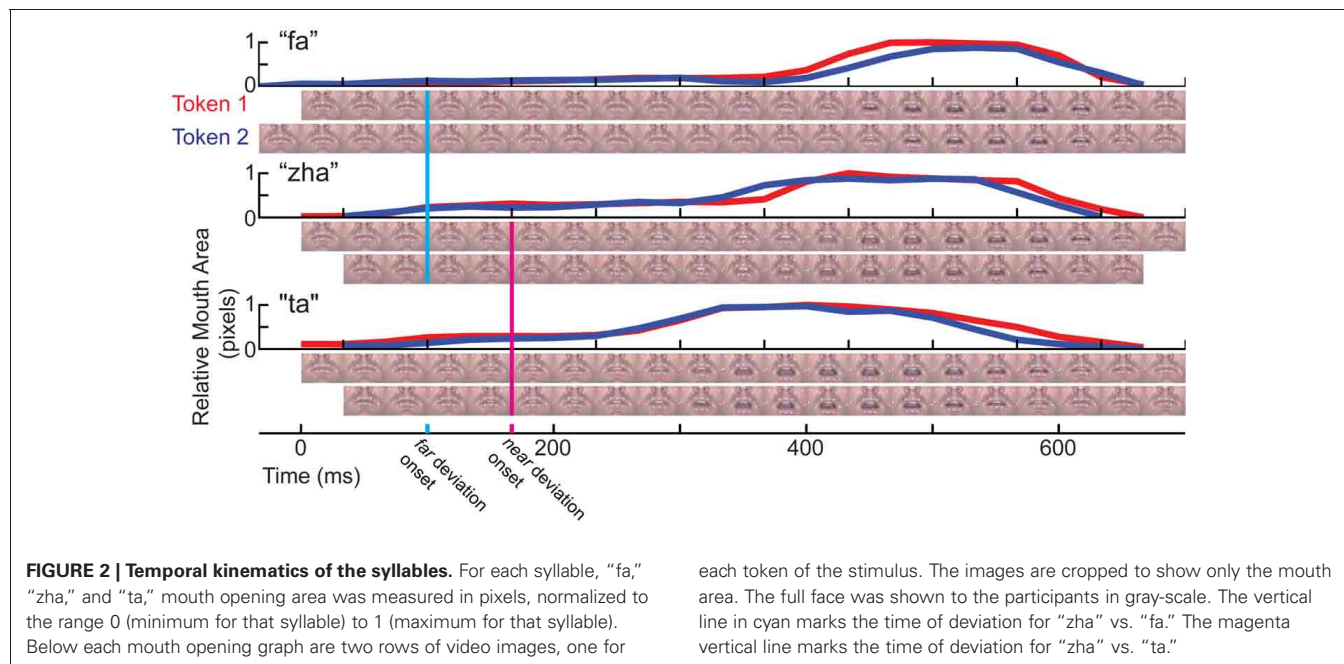 1 “fa”
0
Token 1
Token 2
1 “zha”
0
1 "ta"
0
Relative Mouth Area
(pixels)
0 200 400 600
Time (ms)
far deviation
onset
near deviation
onset
FIGURE 2 | Temporal kinematics of the syllables. For each syllable, “fa,”
“zha,” and “ta,” mouth opening area was measured in pixels, normalized to
the range 0 (minimum for that syllable) to 1 (maximum for that syllable).
Below each mouth opening graph are two rows of video images, one for
each token of the stimulus. The images are cropped to show only the mouth
area. The full face was shown to the participants in gray-scale. The vertical
line in cyan marks the time of deviation for “zha” vs. “fa.” The magenta
vertical line marks the time of deviation for “zha” vs. “ta.”